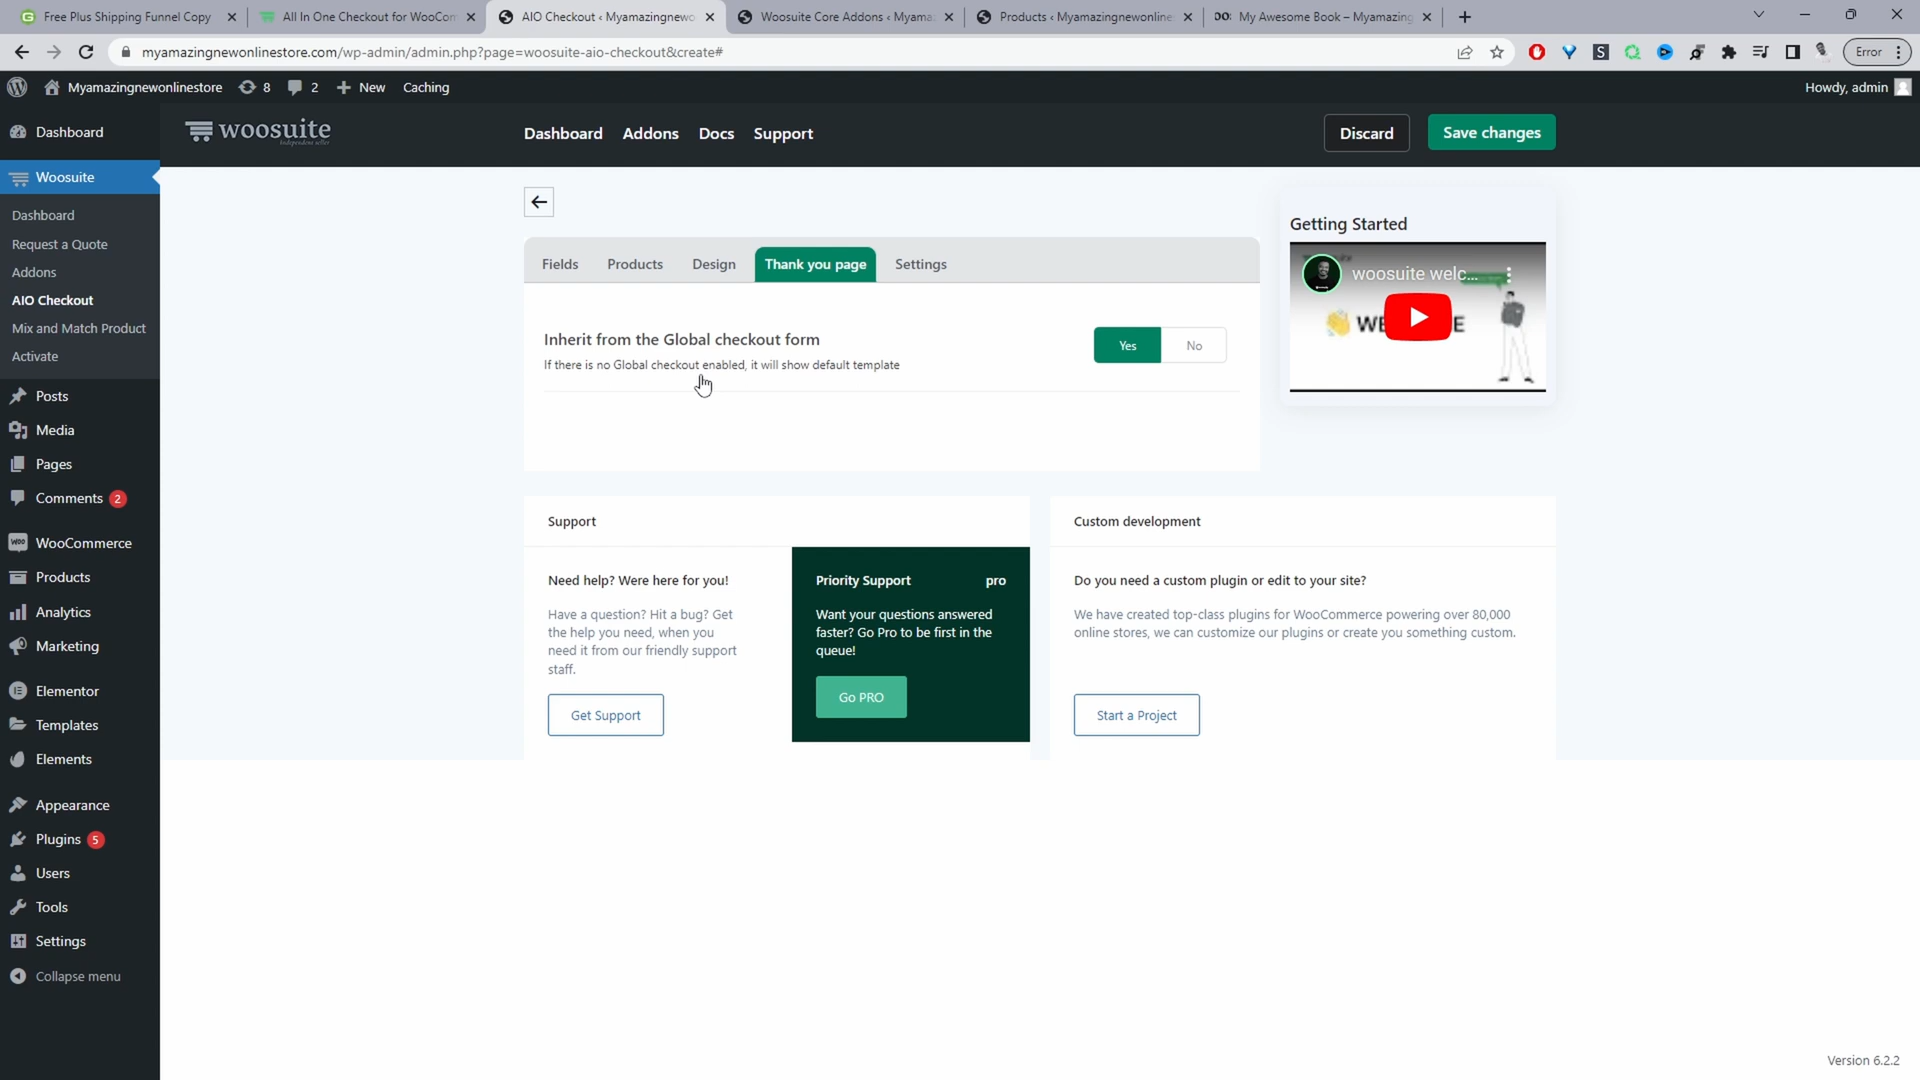 Free Plus Shipping Funnel Copy
All In One Checkout for WooCom
AIO Checkout ‹ Myamazingnewo
Woosuite Core Addons ‹ Myama
Products ‹ Myamazingnewonline
My Awesome Book – Myamazing
myamazingnewonlinestore.com/wp-admin/admin.php?page=woosuite-aio-checkout&create#
Error
Myamazingnewonlinestore 8 2 New Caching
Howdy, admin
woosuite
Independent seller
Dashboard Addons Docs Support
Discard
Save changes
Dashboard
Woosuite
Dashboard
Request a Quote
Addons
AIO Checkout
Mix and Match Product
Activate
Posts
Media
Pages
Comments 2
WooCommerce
Products
Analytics
Marketing
Elementor
Templates
Elements
Appearance
Plugins 5
Users
Tools
Settings
Collapse menu
Fields Products Design Thank you page Settings
Inherit from the Global checkout form
If there is no Global checkout enabled, it will show default template
Yes No
Getting Started
woosuite welc...
Support
Need help? Were here for you!
Have a question? Hit a bug? Get
the help you need, when you
need it from our friendly support
staff.
Get Support
Priority Support pro
Want your questions answered
faster? Go Pro to be first in the
queue!
Go PRO
Custom development
Do you need a custom plugin or edit to your site?
We have created top-class plugins for WooCommerce powering over 80,000
online stores, we can customize our plugins or create you something custom.
Start a Project
Version 6.2.2